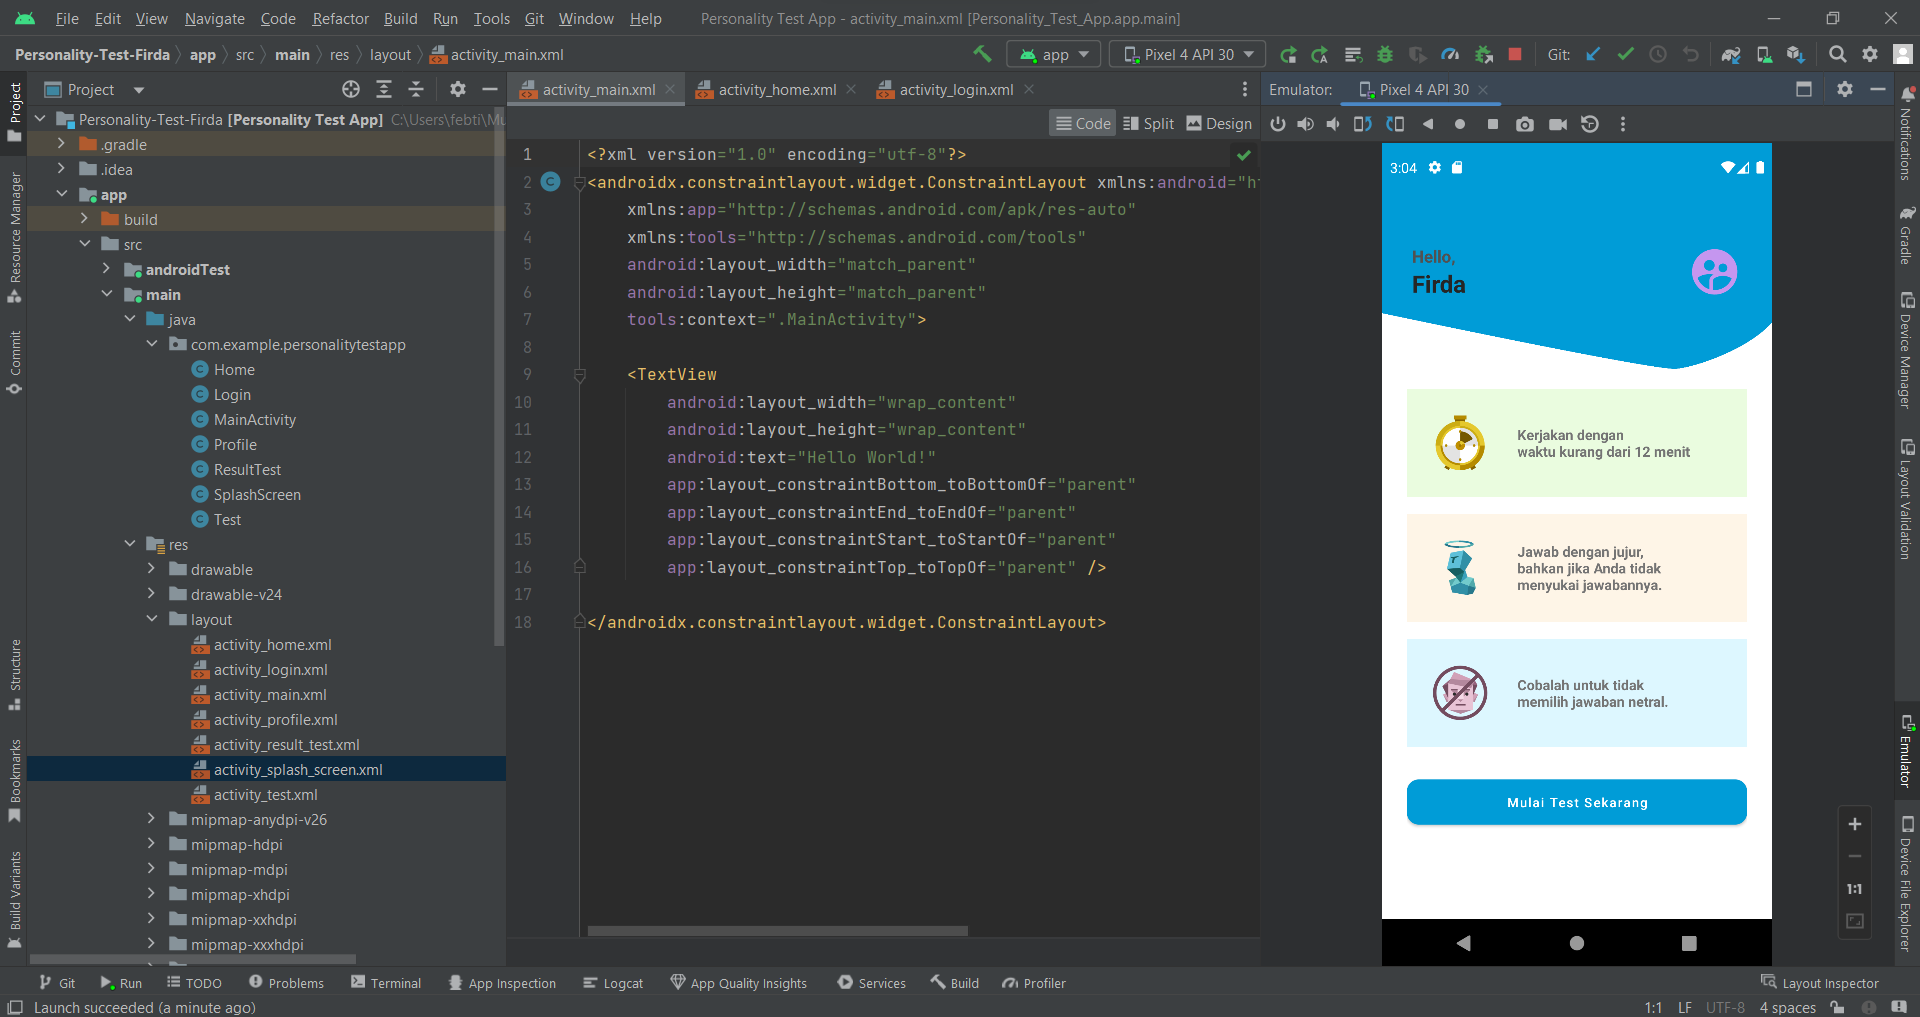 File Edit View Navigate Code Refactor Build Run Tools Git Window Help Personality Test App - activity_main.xml [Personality_Test_App.app.main]
Personality-Test-Firda app src main res layout activity_main.xml app Pixel 4 API 30 Git:
Project
activity_main.xml activity_home.xml activity_login.xml
Emulator: Pixel 4 API 30
Code Split Design
Project
Resource Manager
Commit
Structure
Bookmarks
Build Variants
Personality-Test-Firda [Personality Test App] C:\Users\febti\Mu
.gradle
.idea
app
build
src
androidTest
main
java
com.example.personalitytestapp
Home
Login
MainActivity
Profile
ResultTest
SplashScreen
Test
res
drawable
drawable-v24
layout
activity_home.xml
activity_login.xml
activity_main.xml
activity_profile.xml
activity_result_test.xml
activity_splash_screen.xml
activity_test.xml
mipmap-anydpi-v26
mipmap-hdpi
mipmap-mdpi
mipmap-xhdpi
mipmap-xxhdpi
mipmap-xxxhdpi
1 <?xml version="1.0" encoding="utf-8"?>
2 C <androidx.constraintlayout.widget.ConstraintLayout xmlns:android="ht
3 xmlns:app="http://schemas.android.com/apk/res-auto"
4 xmlns:tools="http://schemas.android.com/tools"
5 android:layout_width="match_parent"
6 android:layout_height="match_parent"
7 tools:context=".MainActivity">
8
9 <TextView
10 android:layout_width="wrap_content"
11 android:layout_height="wrap_content"
12 android:text="Hello World!"
13 app:layout_constraintBottom_toBottomOf="parent"
14 app:layout_constraintEnd_toEndOf="parent"
15 app:layout_constraintStart_toStartOf="parent"
16 app:layout_constraintTop_toTopOf="parent" />
17
18 </androidx.constraintlayout.widget.ConstraintLayout>
3:04
Hello,
Firda
Kerjakan dengan
waktu kurang dari 12 menit
Jawab dengan jujur,
bahkan jika Anda tidak
menyukai jawabannya.
Cobalah untuk tidak
memilih jawaban netral.
Mulai Test Sekarang
1:1
Notifications
Gradle
Device Manager
Layout Validation
Emulator
Device File Explorer
Git Run TODO Problems Terminal App Inspection Logcat App Quality Insights Services Build Profiler Layout Inspector
Launch succeeded (a minute ago) 1:1 LF UTF-8 4 spaces